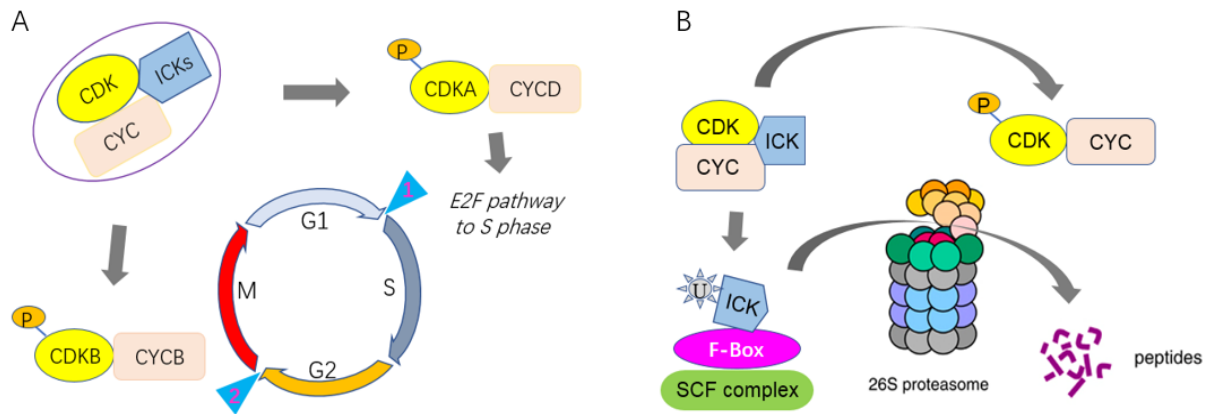 A
CDK
ICKs
CYC
P
CDKA
CYCD
E2F pathway
to S phase
1
G1
M
S
G2
2
P
CDKB
CYCB
B
CDK
CYC
ICK
P
CDK
CYC
U
ICK
F-Box
SCF complex
26S proteasome
peptides